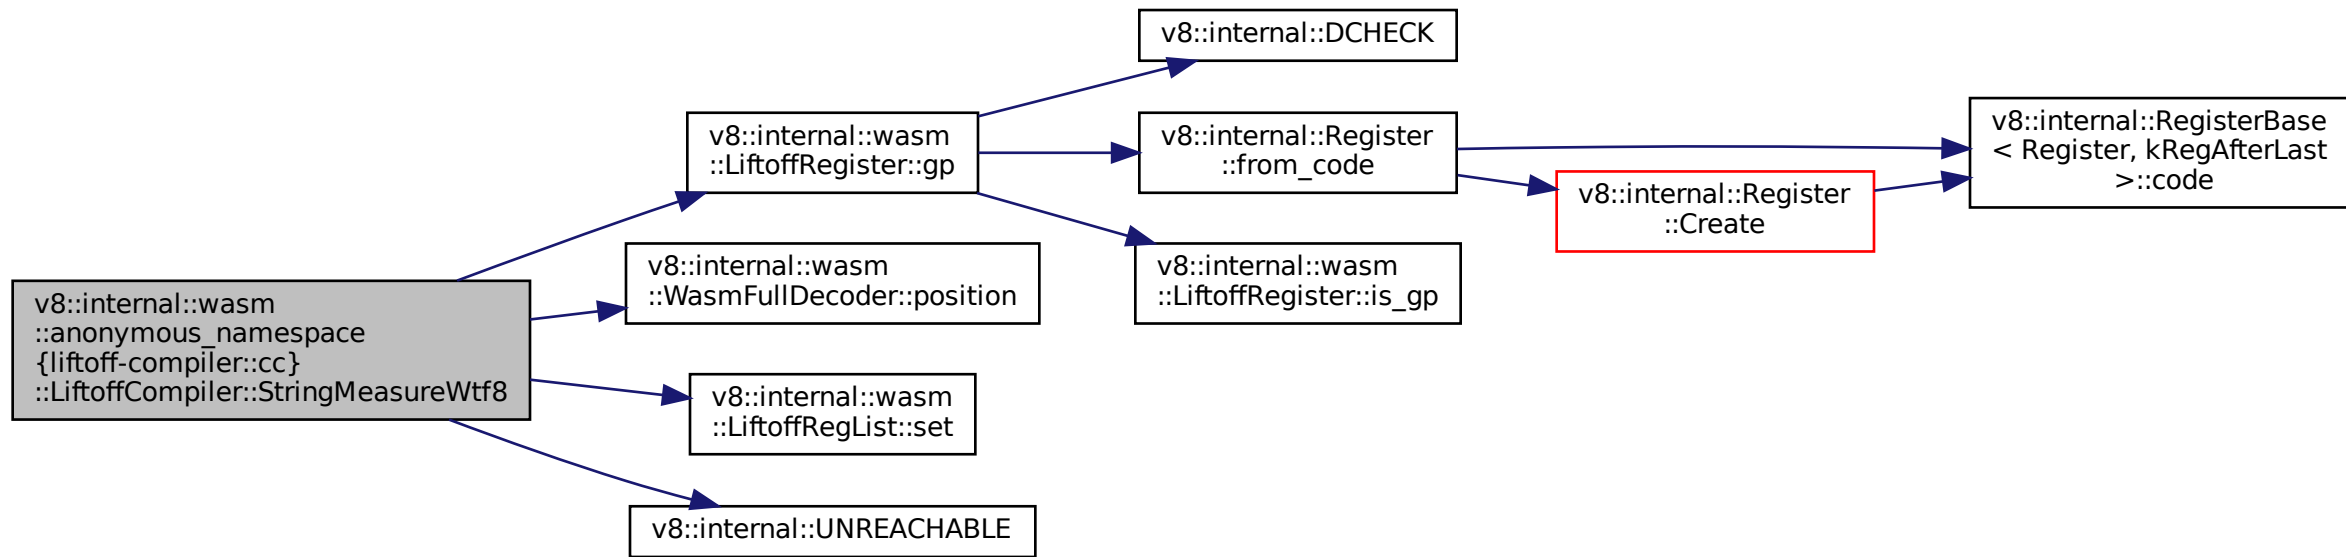 v8::internal::wasm
::anonymous_namespace
{liftoff-compiler::cc}
::LiftoffCompiler::StringMeasureWtf8
v8::internal::wasm
::LiftoffRegister::gp
v8::internal::DCHECK
v8::internal::Register
::from_code
v8::internal::RegisterBase
< Register, kRegAfterLast
>::code
v8::internal::Register
::Create
v8::internal::wasm
::LiftoffRegister::is_gp
v8::internal::wasm
::WasmFullDecoder::position
v8::internal::wasm
::LiftoffRegList::set
v8::internal::UNREACHABLE